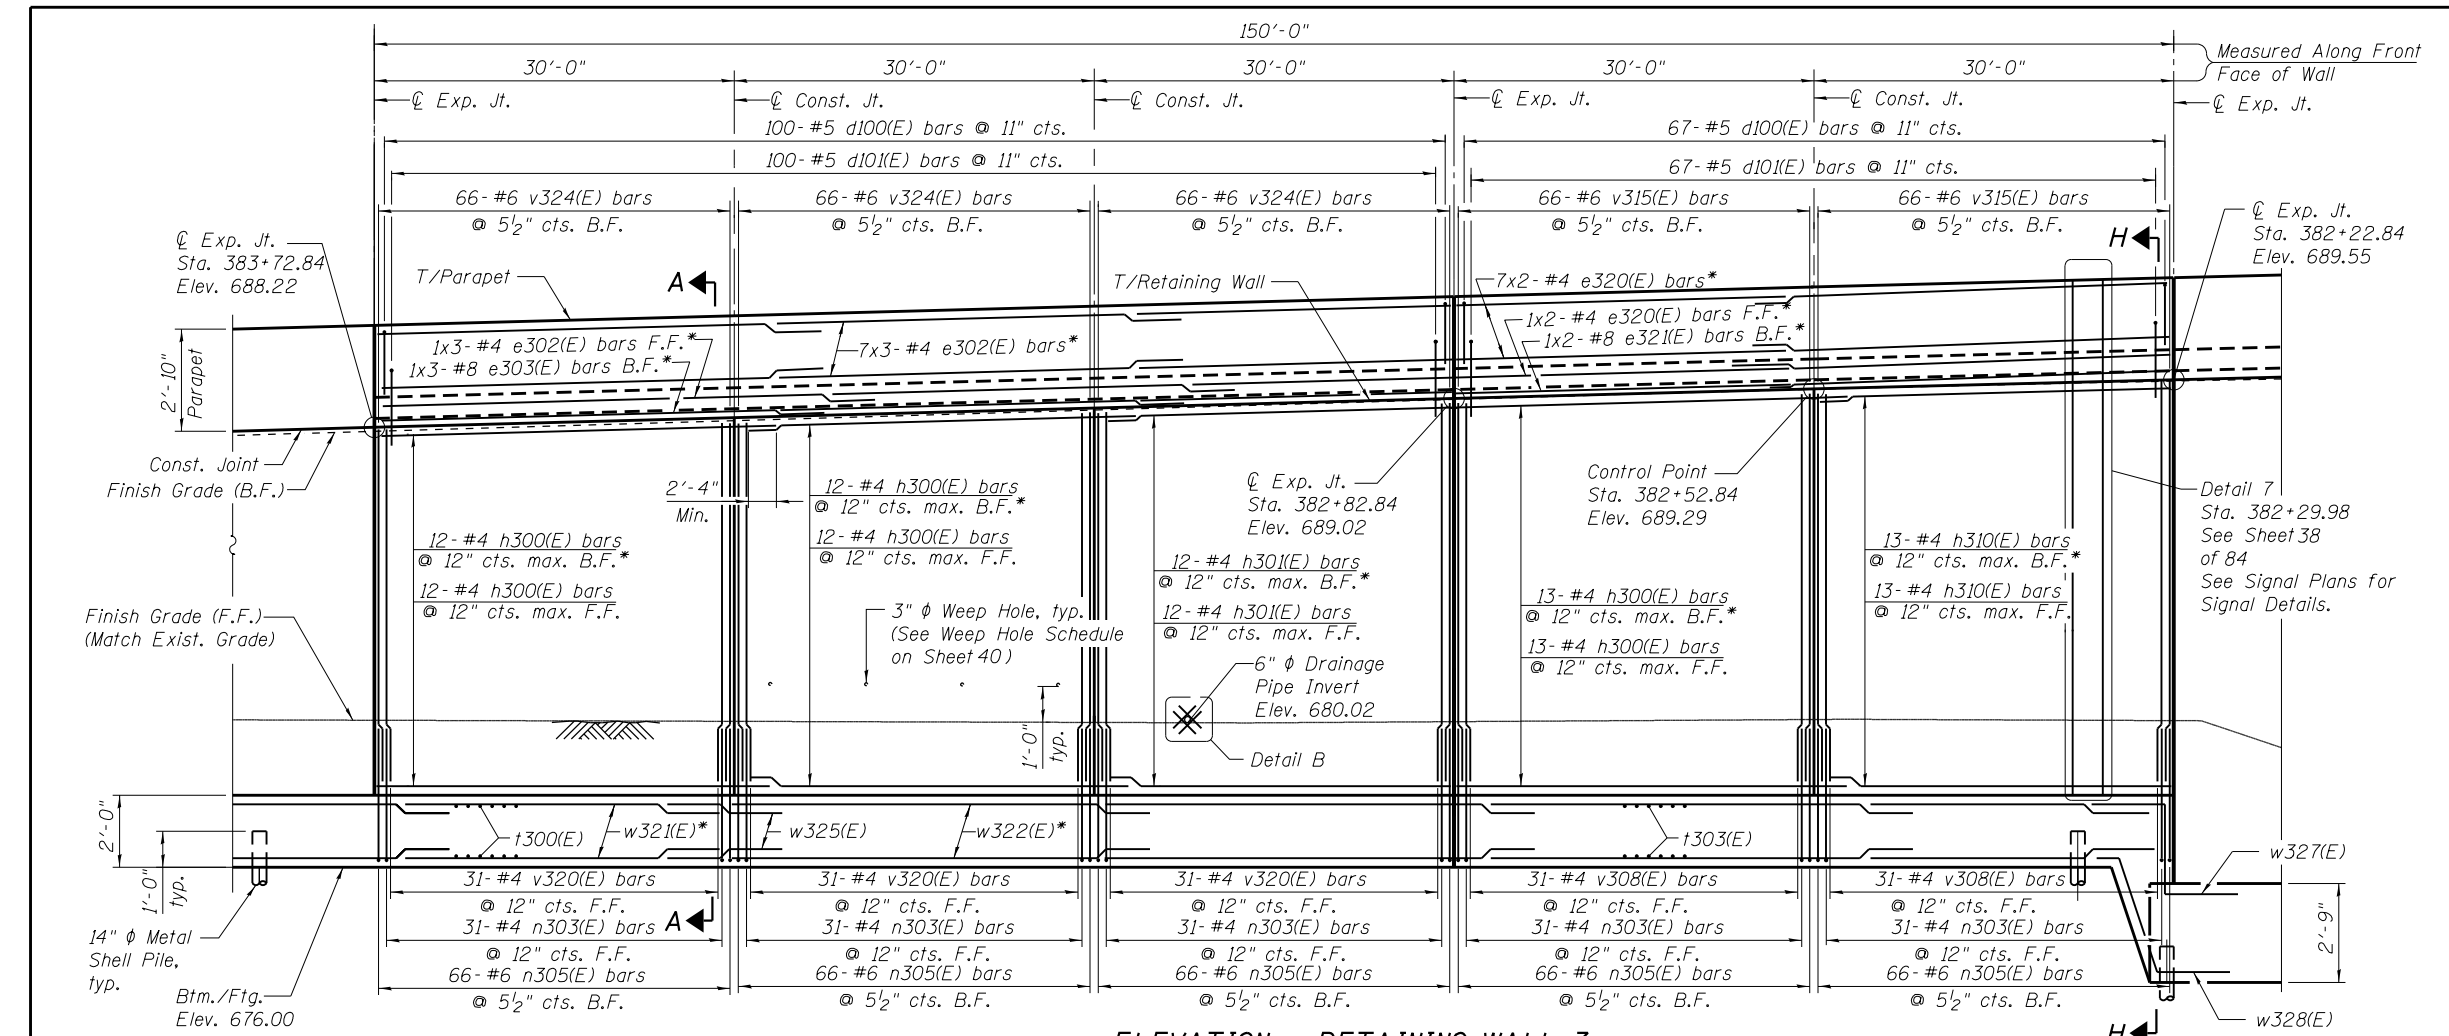 150'-0"
Measured Along Front
Face of Wall
30'-0"
30'-0"
30'-0"
30'-0"
30'-0"
℄ Exp. Jt.
℄ Const. Jt.
℄ Const. Jt.
℄ Exp. Jt.
℄ Const. Jt.
℄ Exp. Jt.
100-#5 d100(E) bars @ 11" cts.
67-#5 d100(E) bars @ 11" cts.
100-#5 d101(E) bars @ 11" cts.
67-#5 d101(E) bars @ 11" cts.
66-#6 v324(E) bars
@ 5½" cts. B.F.
66-#6 v324(E) bars
@ 5½" cts. B.F.
66-#6 v324(E) bars
@ 5½" cts. B.F.
66-#6 v315(E) bars
@ 5½" cts. B.F.
66-#6 v315(E) bars
@ 5½" cts. B.F.
℄ Exp. Jt.
Sta. 383+72.84
Elev. 688.22
T/Parapet
A
T/Retaining Wall
7x2-#4 e320(E) bars*
H
℄ Exp. Jt.
Sta. 382+22.84
Elev. 689.55
2'-10"
Parapet
1x3-#4 e302(E) bars F.F.*
1x3-#8 e303(E) bars B.F.*
7x3-#4 e302(E) bars*
1x2-#4 e320(E) bars F.F.*
1x2-#8 e321(E) bars B.F.*
Const. Joint
Finish Grade (B.F.)
2'-4"
Min.
12-#4 h300(E) bars
@ 12" cts. max. B.F.*
12-#4 h300(E) bars
@ 12" cts. max. F.F.
℄ Exp. Jt.
Sta. 382+82.84
Elev. 689.02
Control Point
Sta. 382+52.84
Elev. 689.29
Detail 7
Sta. 382+29.98
See Sheet 38
of 84
See Signal Plans for
Signal Details.
12-#4 h300(E) bars
@ 12" cts. max. B.F.*
12-#4 h300(E) bars
@ 12" cts. max. F.F.
12-#4 h301(E) bars
@ 12" cts. max. B.F.*
12-#4 h301(E) bars
@ 12" cts. max. F.F.
13-#4 h300(E) bars
@ 12" cts. max. B.F.*
13-#4 h300(E) bars
@ 12" cts. max. F.F.
13-#4 h310(E) bars
@ 12" cts. max. B.F.*
13-#4 h310(E) bars
@ 12" cts. max. F.F.
Finish Grade (F.F.)
(Match Exist. Grade)
3" ϕ Weep Hole, typ.
(See Weep Hole Schedule
on Sheet 40)
6" ϕ Drainage
Pipe Invert
Elev. 680.02
1'-0"
typ.
Detail B
2'-0"
1'-0"
typ.
t300(E)
w321(E)*
w325(E)
w322(E)*
t303(E)
w327(E)
2'-9"
w328(E)
31-#4 v320(E) bars
@ 12" cts. F.F.
31-#4 v320(E) bars
@ 12" cts. F.F.
31-#4 v320(E) bars
@ 12" cts. F.F.
31-#4 v308(E) bars
@ 12" cts. F.F.
31-#4 v308(E) bars
@ 12" cts. F.F.
A
31-#4 n303(E) bars
@ 12" cts. F.F.
31-#4 n303(E) bars
@ 12" cts. F.F.
31-#4 n303(E) bars
@ 12" cts. F.F.
31-#4 n303(E) bars
@ 12" cts. F.F.
31-#4 n303(E) bars
@ 12" cts. F.F.
14" ϕ Metal
Shell Pile,
typ.
66-#6 n305(E) bars
@ 5½" cts. B.F.
66-#6 n305(E) bars
@ 5½" cts. B.F.
66-#6 n305(E) bars
@ 5½" cts. B.F.
66-#6 n305(E) bars
@ 5½" cts. B.F.
66-#6 n305(E) bars
@ 5½" cts. B.F.
Btm./Ftg.
Elev. 676.00
H